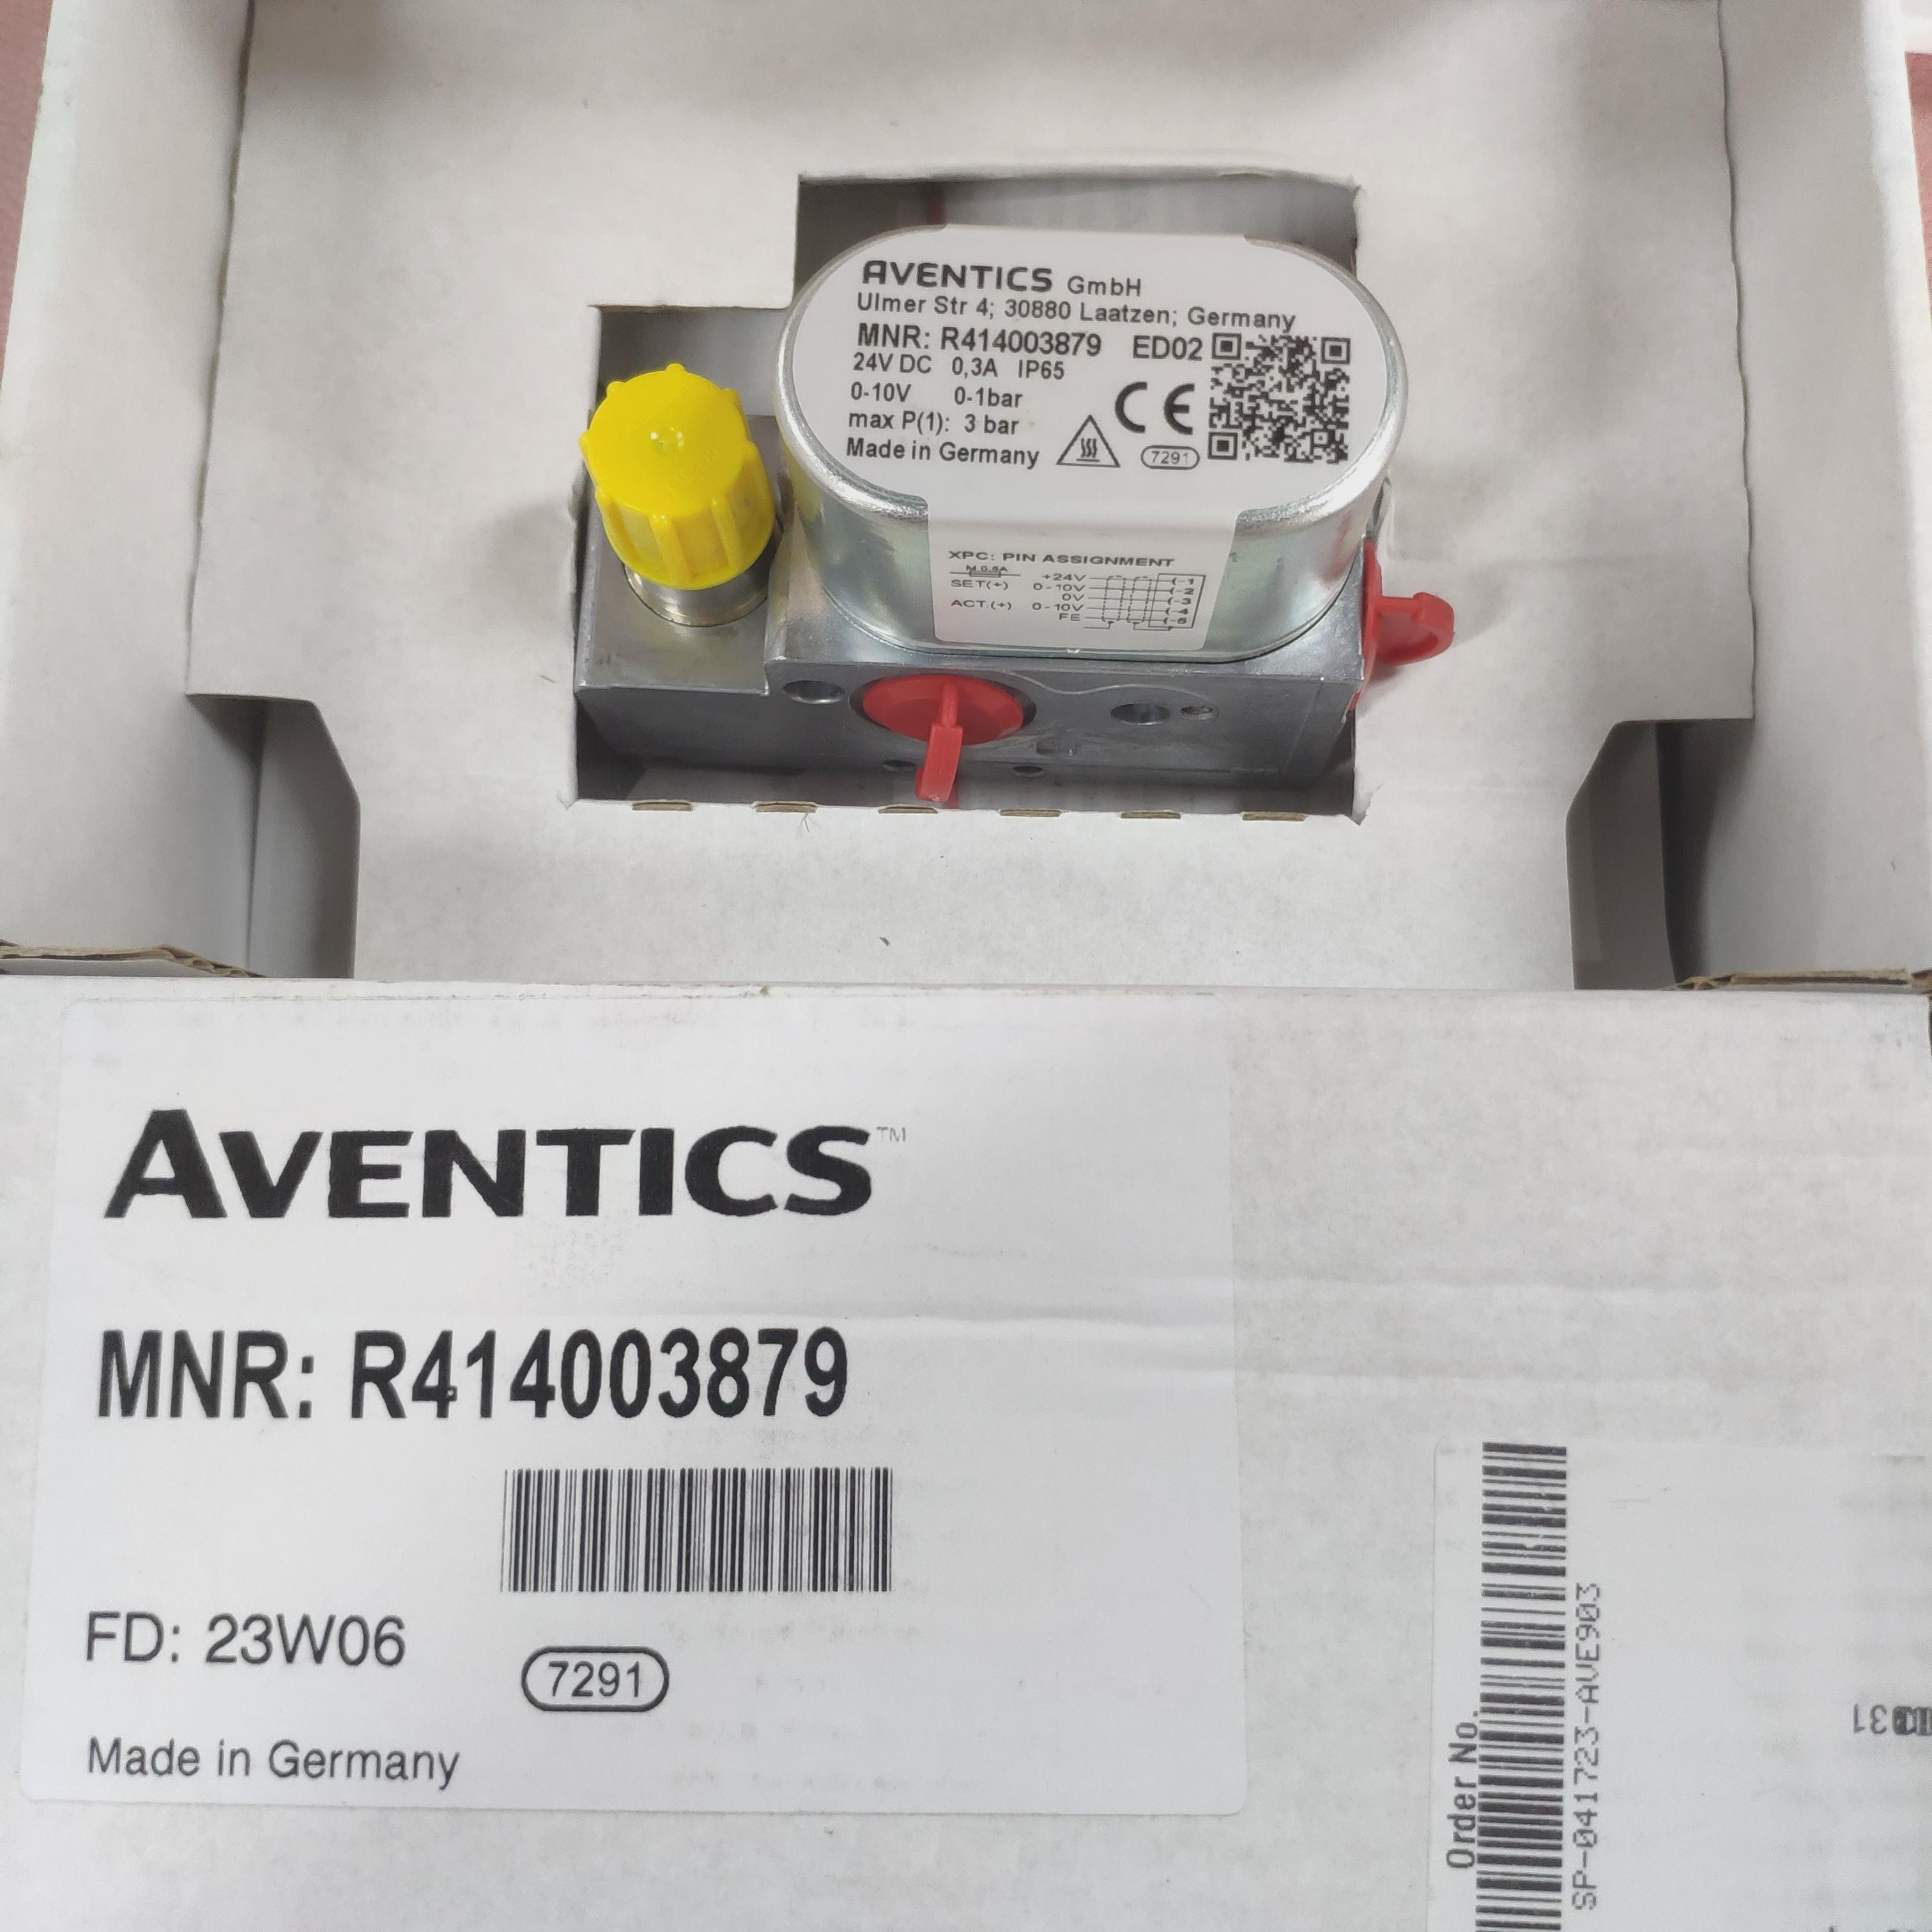 AVENTICS GmbH
Ulmer Str 4; 30880 Laatzen; Germany
MNR: R414003879 ED02
24V DC 0,3A IP65
0-10V 0-1bar
max P(1): 3 bar
CE
Made in Germany
7291
XPC: PIN ASSIGNMENT
M 0.5A
+24V 1
SET(+) 0-10V 2
0V 3
ACT.(+) 0-10V 4
FE 5
AVENTICS™
MNR: R414003879
FD: 23W06
7291
Made in Germany
Order No.
SP-041723-AVE903